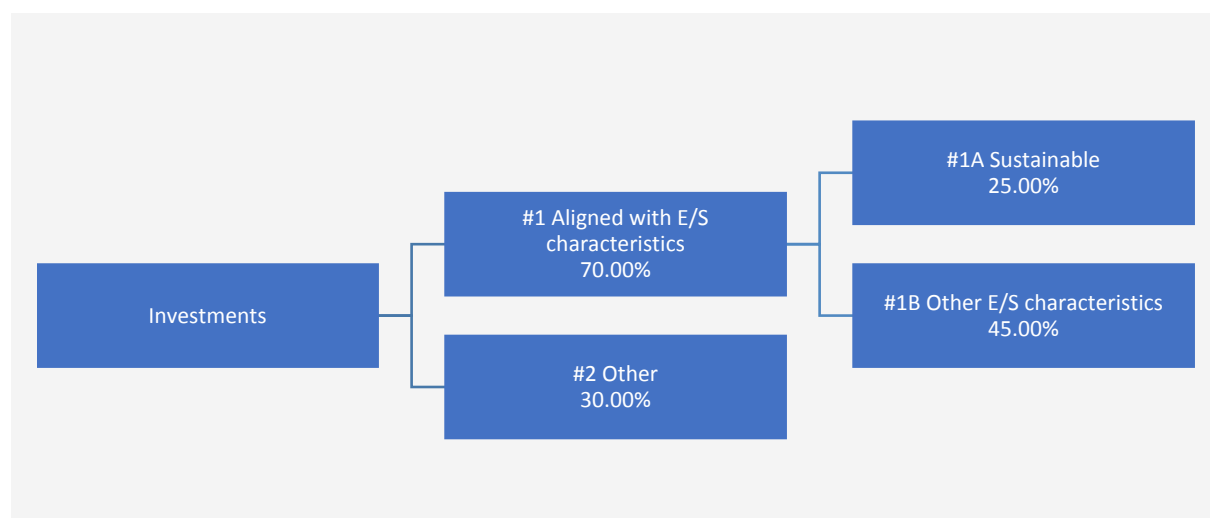 Investments
#1 Aligned with E/S
characteristics
70.00%
#2 Other
30.00%
#1A Sustainable
25.00%
#1B Other E/S characteristics
45.00%